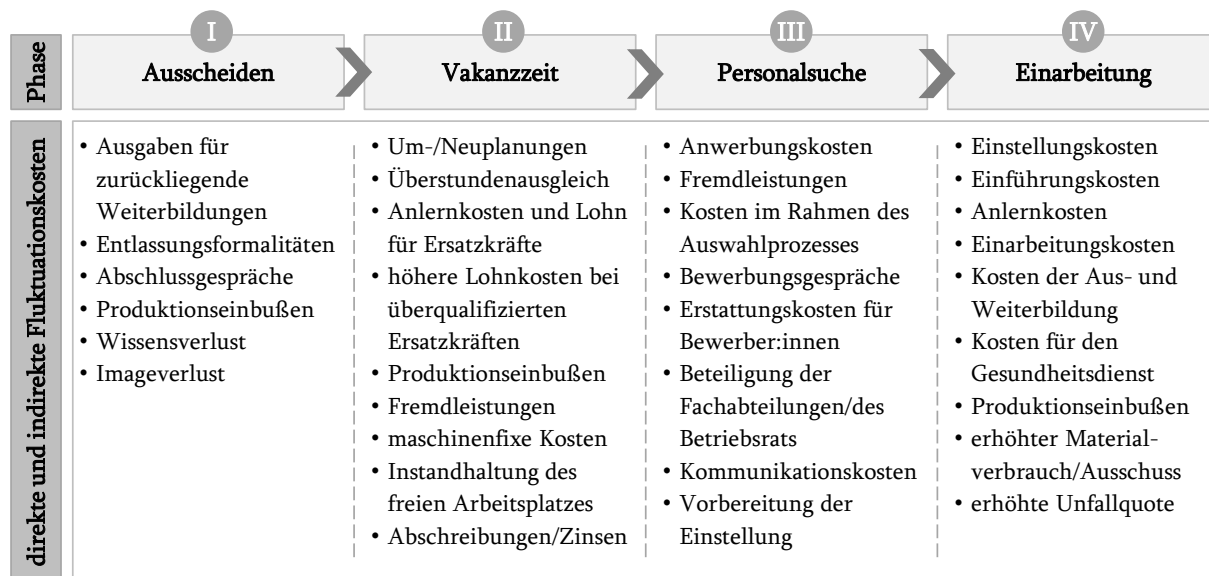 I
II
III
IV
Phase
Ausscheiden
Vakanzzeit
Personalsuche
Einarbeitung
direkte und indirekte Fluktuationskosten
• Ausgaben für
zurückliegende
Weiterbildungen
• Entlassungsformalitäten
• Abschlussgespräche
• Produktionseinbußen
• Wissensverlust
• Imageverlust
• Um-/Neuplanungen
• Überstundenausgleich
• Anlernkosten und Lohn
für Ersatzkräfte
• höhere Lohnkosten bei
überqualifizierten
Ersatzkräften
• Produktionseinbußen
• Fremdleistungen
• maschinenfixe Kosten
• Instandhaltung des
freien Arbeitsplatzes
• Abschreibungen/Zinsen
• Anwerbungskosten
• Fremdleistungen
• Kosten im Rahmen des
Auswahlprozesses
• Bewerbungsgespräche
• Erstattungskosten für
Bewerber:innen
• Beteiligung der
Fachabteilungen/des
Betriebsrats
• Kommunikationskosten
• Vorbereitung der
Einstellung
• Einstellungskosten
• Einführungskosten
• Anlernkosten
• Einarbeitungskosten
• Kosten der Aus- und
Weiterbildung
• Kosten für den
Gesundheitsdienst
• Produktionseinbußen
• erhöhter Material-
verbrauch/Ausschuss
• erhöhte Unfallquote